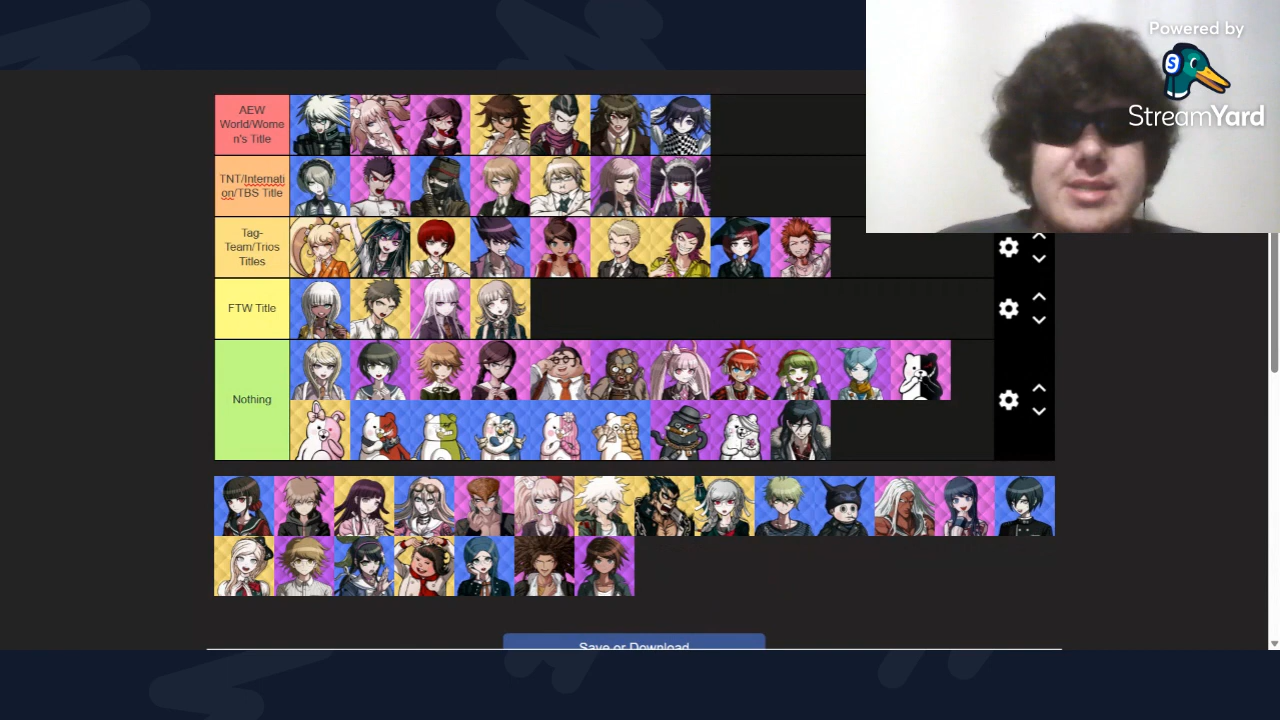 Powered by
StreamYard
AEW
World/Wome
n's Title
TNT/Internati
on/TBS Title
Tag-
Team/Trios
Titles
FTW Title
Nothing
Save or Download